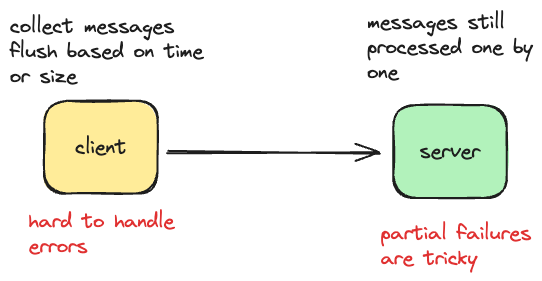 collect messages
flush based on time
or size
messages still
processed one by
one
client
server
hard to handle
errors
partial failures
are tricky